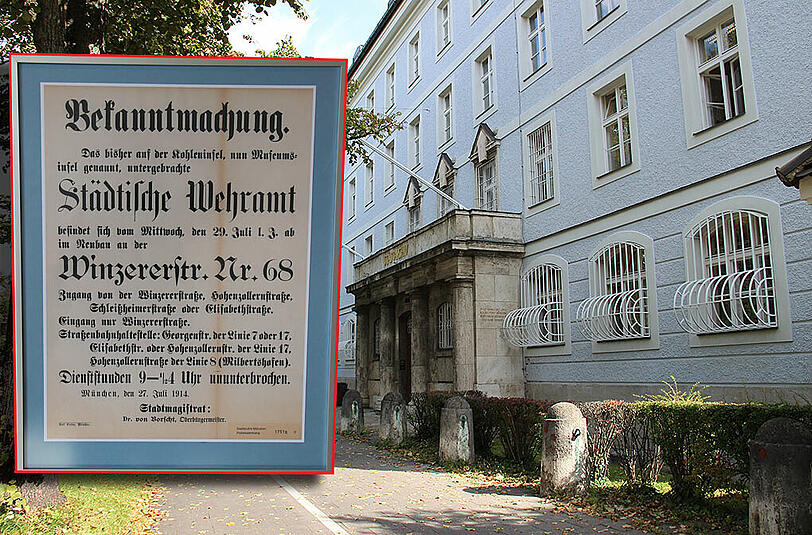 Bekanntmachung.
Das bisher auf der Kohleninsel, nun Museums-
insel genannt, untergebrachte
Städtische Wehramt
befindet sich vom Mittwoch, den 29. Juli l. J. ab
im Neubau an der
Winzererstr. Nr. 68
Zugang von der Winzererstraße, Hohenzollernstraße,
Schleißheimerstraße oder Elisabethstraße.
Eingang nur Winzererstraße.
Straßenbahnhaltestelle: Georgenstr. der Linie 7 oder 17,
Elisabethstr. oder Hohenzollernstr. der Linie 17,
Hohenzollernstr. der Linie 8 (Milbertshofen).
Dienststunden 9—¼4 Uhr ununterbrochen.
München, den 27. Juli 1914.
Stadtmagistrat:
Dr. von Borscht, Oberbürgermeister.